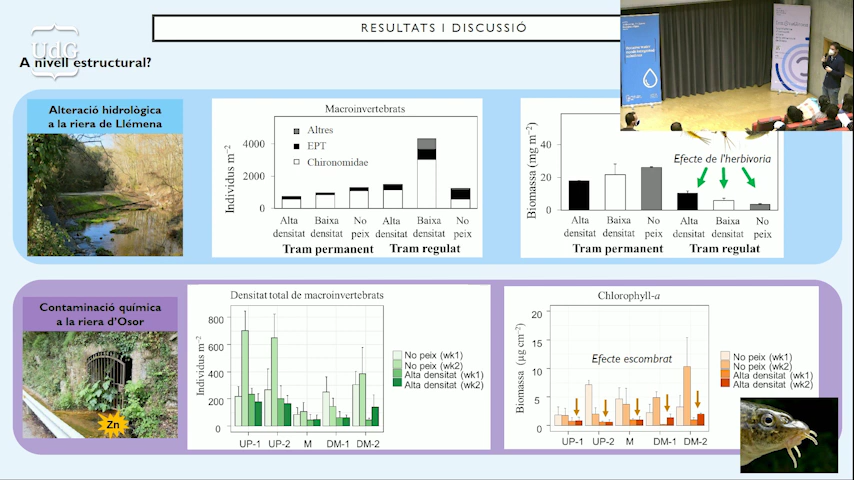 RESULTATS I DISCUSSIÓ
UdG
A nivell estructural?
Alteració hidrològica
a la riera de Llémena
Macroinvertebrats
Individus m⁻²
4000
2000
0
Altres
EPT
Chironomidae
Alta densitat
Baixa densitat
No peix
Alta densitat
Baixa densitat
No peix
Tram permanent
Tram regulat
Biomassa (mg m⁻²)
40
20
0
Efecte de l'herbivoria
Alta densitat
Baixa densitat
No peix
Alta densitat
Baixa densitat
No peix
Tram permanent
Tram regulat
Contaminació química
a la riera d'Osor
Zn
Densitat total de macroinvertebrats
Individus m⁻²
800
600
400
200
0
UP-1
UP-2
M
DM-1
DM-2
No peix (wk1)
No peix (wk2)
Alta densitat (wk1)
Alta densitat (wk2)
Chlorophyll-a
Biomassa (µg cm⁻²)
20
15
10
5
0
Efecte escombrat
UP-1
UP-2
M
DM-1
DM-2
No peix (wk1)
No peix (wk2)
Alta densitat (wk1)
Alta densitat (wk2)